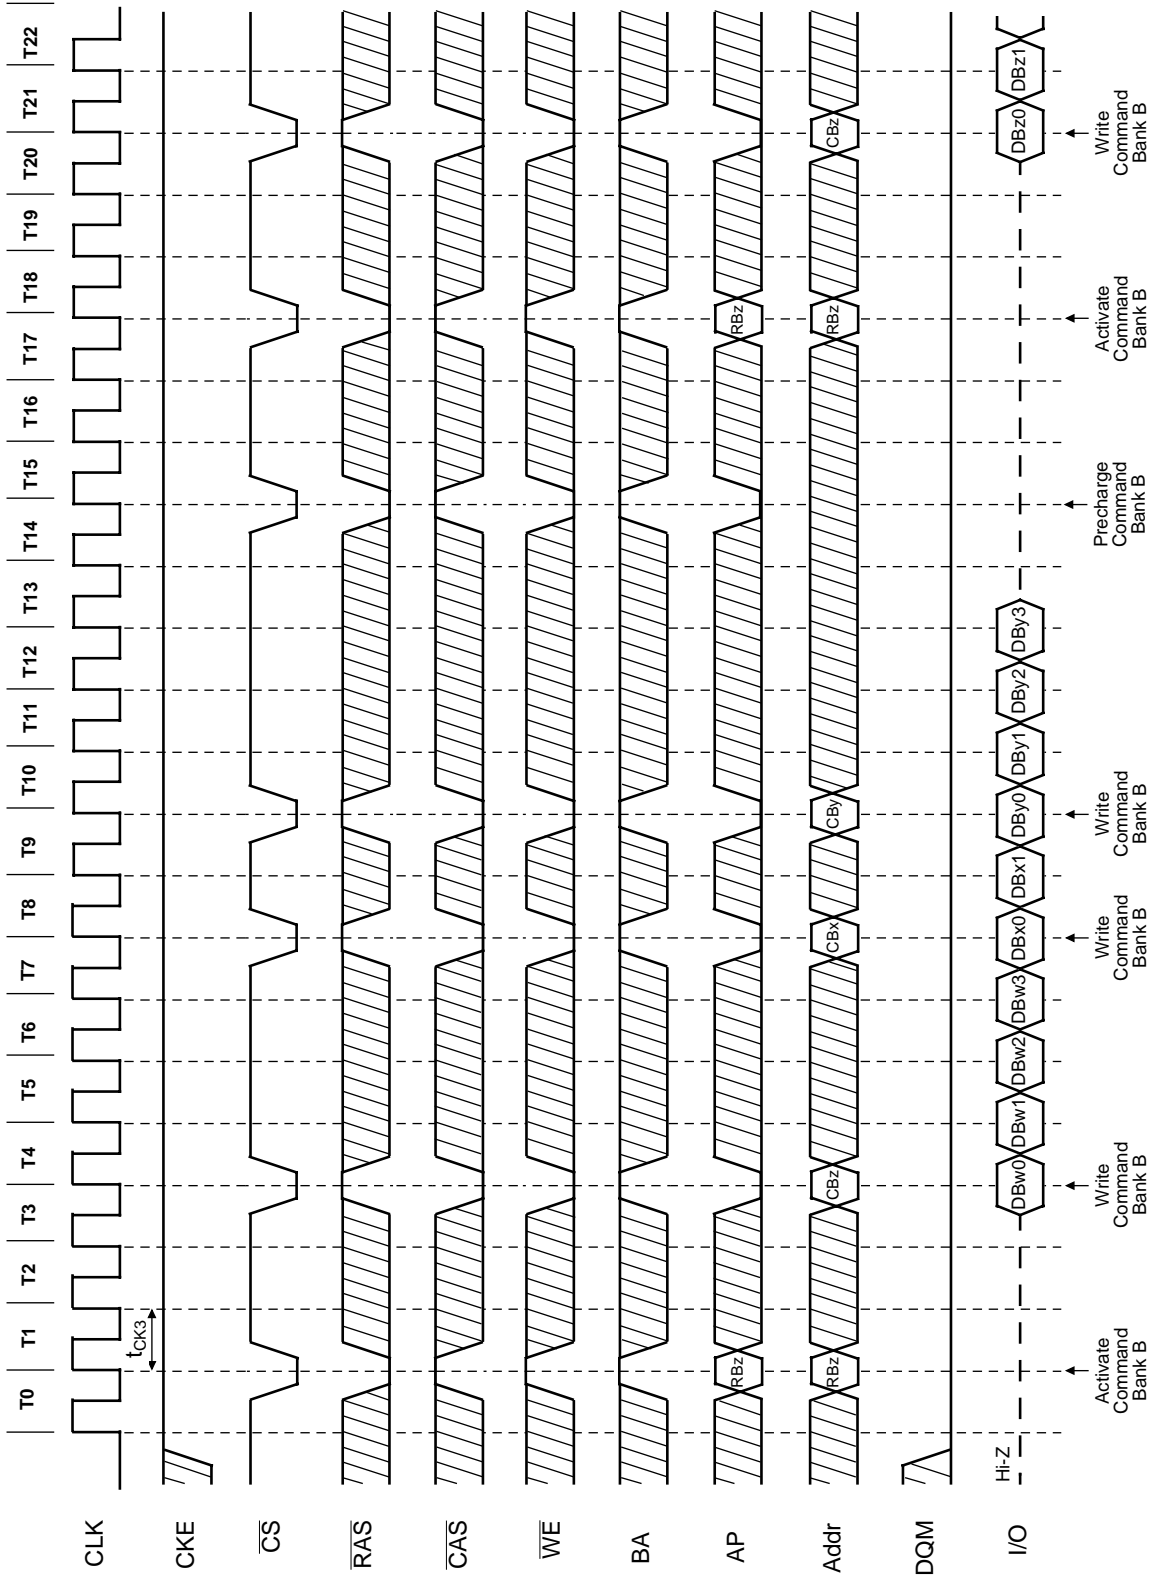 T0 T1 T2 T3 T4 T5 T6 T7 T8 T9 T10 T11 T12 T13 T14 T15 T16 T17 T18 T19 T20 T21 T22
CLK
tCK3
CKE
CS
RAS
CAS
WE
BA
AP
RBz RBz
Addr
RBz CBz CBx CBy RBz CBz
DQM
I/O
Hi-Z
DBw0 DBw1 DBw2 DBw3 DBx0 DBx1 DBy0 DBy1 DBy2 DBy3 DBz0 DBz1
Activate
Command
Bank B
Write
Command
Bank B
Write
Command
Bank B
Write
Command
Bank B
Precharge
Command
Bank B
Activate
Command
Bank B
Write
Command
Bank B